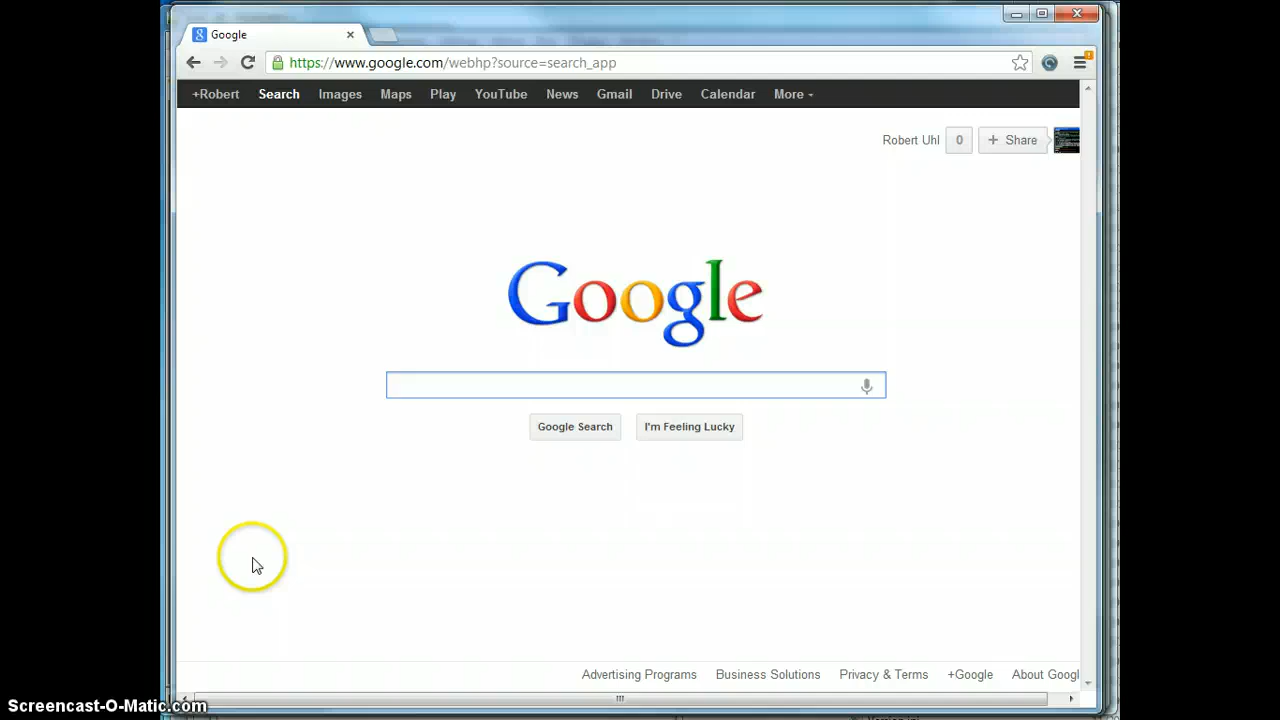 Google
https://www.google.com/webhp?source=search_app
+Robert Search Images Maps Play YouTube News Gmail Drive Calendar More
Robert Uhl 0 + Share
Google
Google Search I'm Feeling Lucky
Advertising Programs Business Solutions Privacy & Terms +Google About Googl
Screencast-O-Matic.com